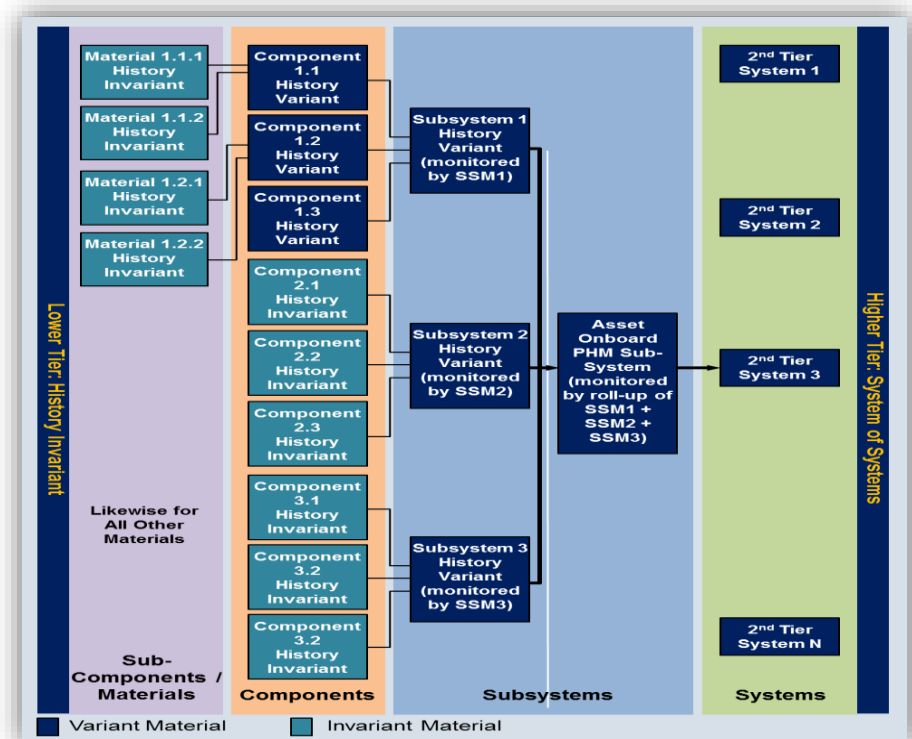 Lower Tier: History Invariant
Material 1.1.1
History
Invariant
Material 1.1.2
History
Invariant
Material 1.2.1
History
Invariant
Material 1.2.2
History
Invariant
Likewise for
All Other
Materials
Sub-
Components /
Materials
Component
1.1
History
Variant
Component
1.2
History
Variant
Component
1.3
History
Variant
Component
2.1
History
Invariant
Component
2.2
History
Invariant
Component
2.3
History
Invariant
Component
3.1
History
Invariant
Component
3.2
History
Invariant
Component
3.2
History
Invariant
Components
Subsystem 1
History
Variant
(monitored
by SSM1)
Subsystem 2
History
Variant
(monitored
by SSM2)
Subsystem 3
History
Variant
(monitored
by SSM3)
Asset
Onboard
PHM Sub-
System
(monitored
by roll-up of
SSM1 +
SSM2 +
SSM3)
Subsystems
2nd Tier
System 1
2nd Tier
System 2
2nd Tier
System 3
2nd Tier
System N
Systems
Higher Tier: System of Systems
Variant Material
Invariant Material